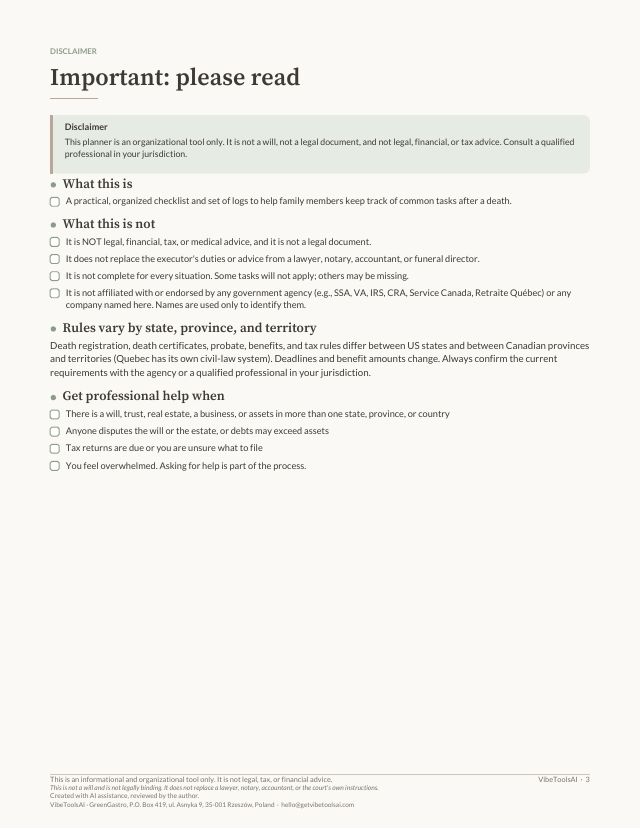 DISCLAIMER
Important: please read
Disclaimer
This planner is an organizational tool only. It is not a will, not a legal document, and not legal, financial, or tax advice. Consult a qualified
professional in your jurisdiction.
What this is
A practical, organized checklist and set of logs to help family members keep track of common tasks after a death.
What this is not
It is NOT legal, financial, tax, or medical advice, and it is not a legal document.
It does not replace the executor's duties or advice from a lawyer, notary, accountant, or funeral director.
It is not complete for every situation. Some tasks will not apply; others may be missing.
It is not affiliated with or endorsed by any government agency (e.g., SSA, VA, IRS, CRA, Service Canada, Retraite Québec) or any
company named here. Names are used only to identify them.
Rules vary by state, province, and territory
Death registration, death certificates, probate, benefits, and tax rules differ between US states and between Canadian provinces
and territories (Quebec has its own civil-law system). Deadlines and benefit amounts change. Always confirm the current
requirements with the agency or a qualified professional in your jurisdiction.
Get professional help when
There is a will, trust, real estate, a business, or assets in more than one state, province, or country
Anyone disputes the will or the estate, or debts may exceed assets
Tax returns are due or you are unsure what to file
You feel overwhelmed. Asking for help is part of the process.
This is an informational and organizational tool only. It is not legal, tax, or financial advice.
VibeToolsAI · 3
This is not a will and is not legally binding. It does not replace a lawyer, notary, accountant, or the court's own instructions.
Created with AI assistance, reviewed by the author.
VibeToolsAI · GreenGastro, P.O. Box 419, ul. Asnyka 9, 35-001 Rzeszów, Poland · hello@getvibetoolsai.com